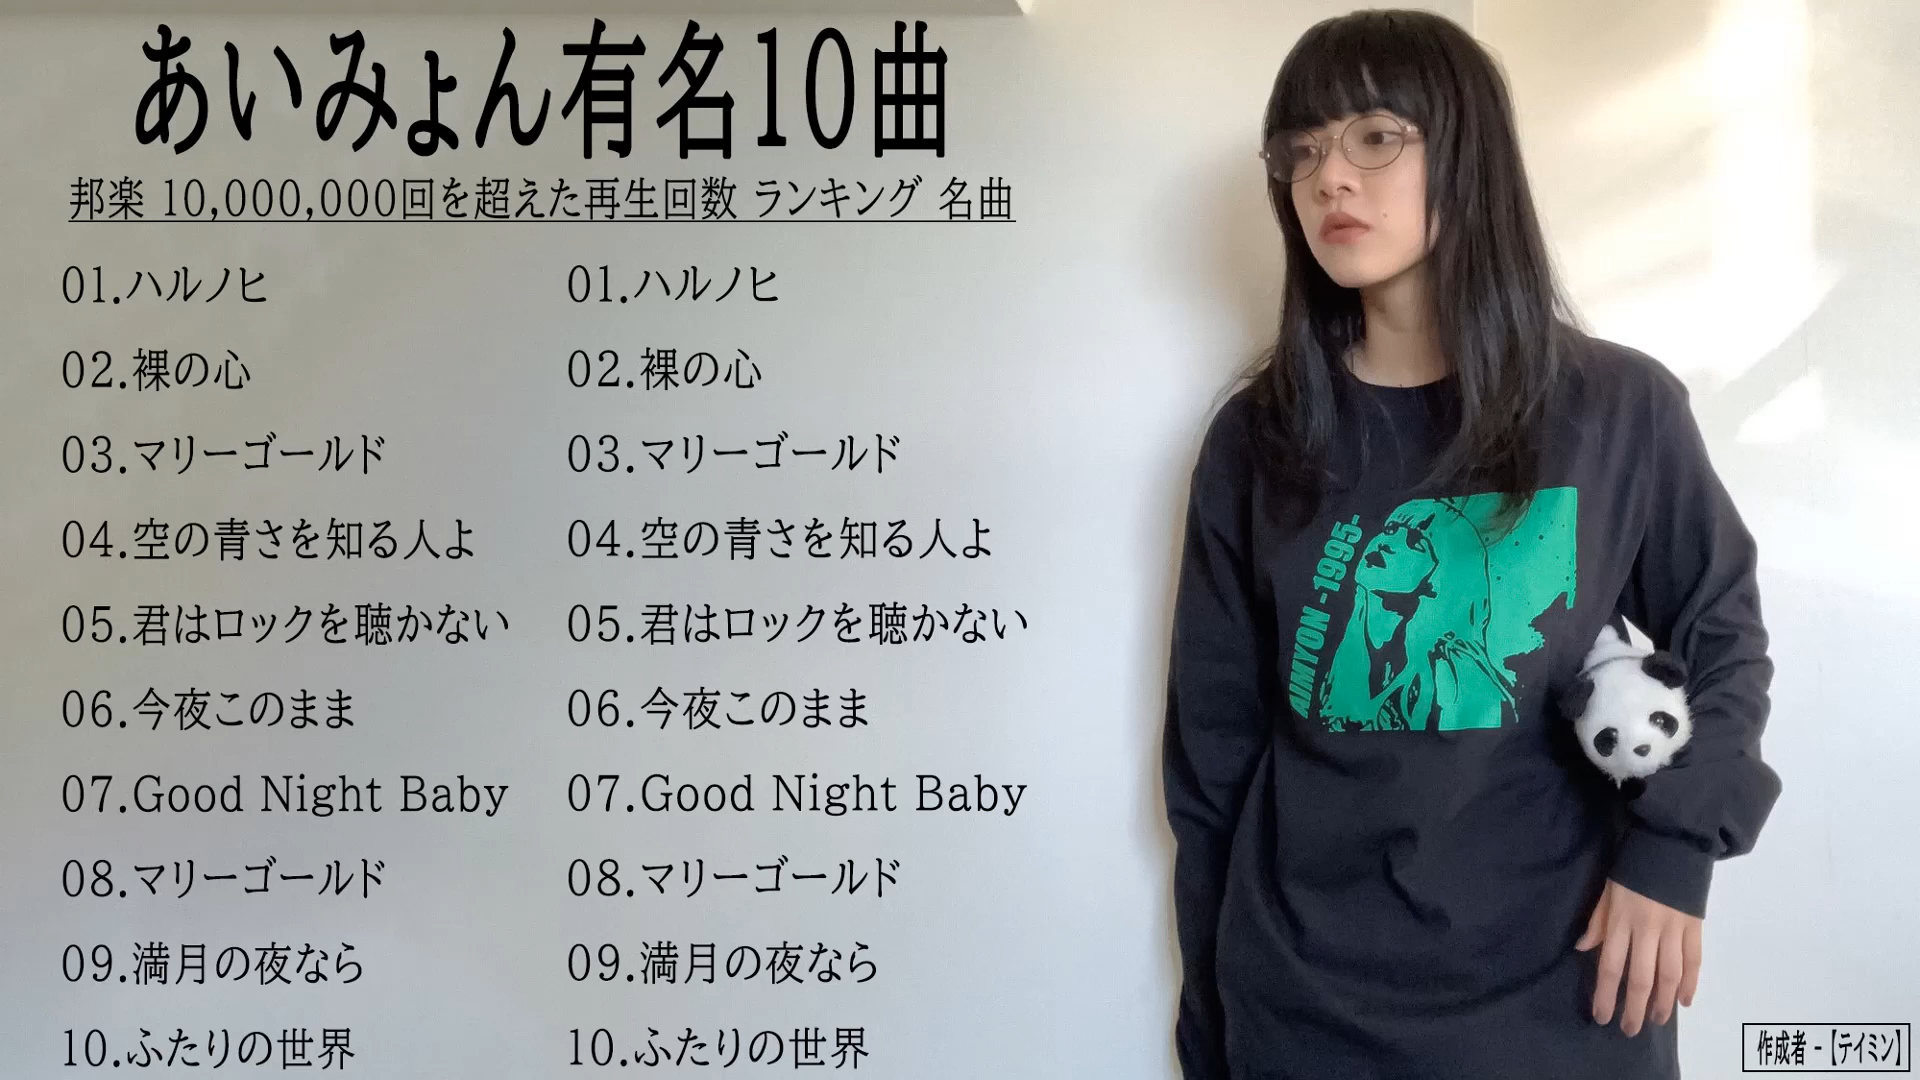 あいみょん有名10曲
邦楽 10,000,000回を超えた再生回数 ランキング 名曲
01.ハルノヒ
02.裸の心
03.マリーゴールド
04.空の青さを知る人よ
05.君はロックを聴かない
06.今夜このまま
07.Good Night Baby
08.マリーゴールド
09.満月の夜なら
10.ふたりの世界
01.ハルノヒ
02.裸の心
03.マリーゴールド
04.空の青さを知る人よ
05.君はロックを聴かない
06.今夜このまま
07.Good Night Baby
08.マリーゴールド
09.満月の夜なら
10.ふたりの世界
AIMYON -1995-
作成者 -【テイミン】